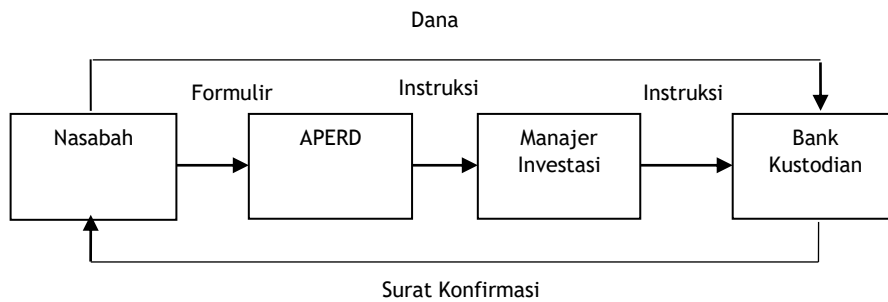 Dana
Formulir
Instruksi
Instruksi
Nasabah
APERD
Manajer
Investasi
Bank
Kustodian
Surat Konfirmasi